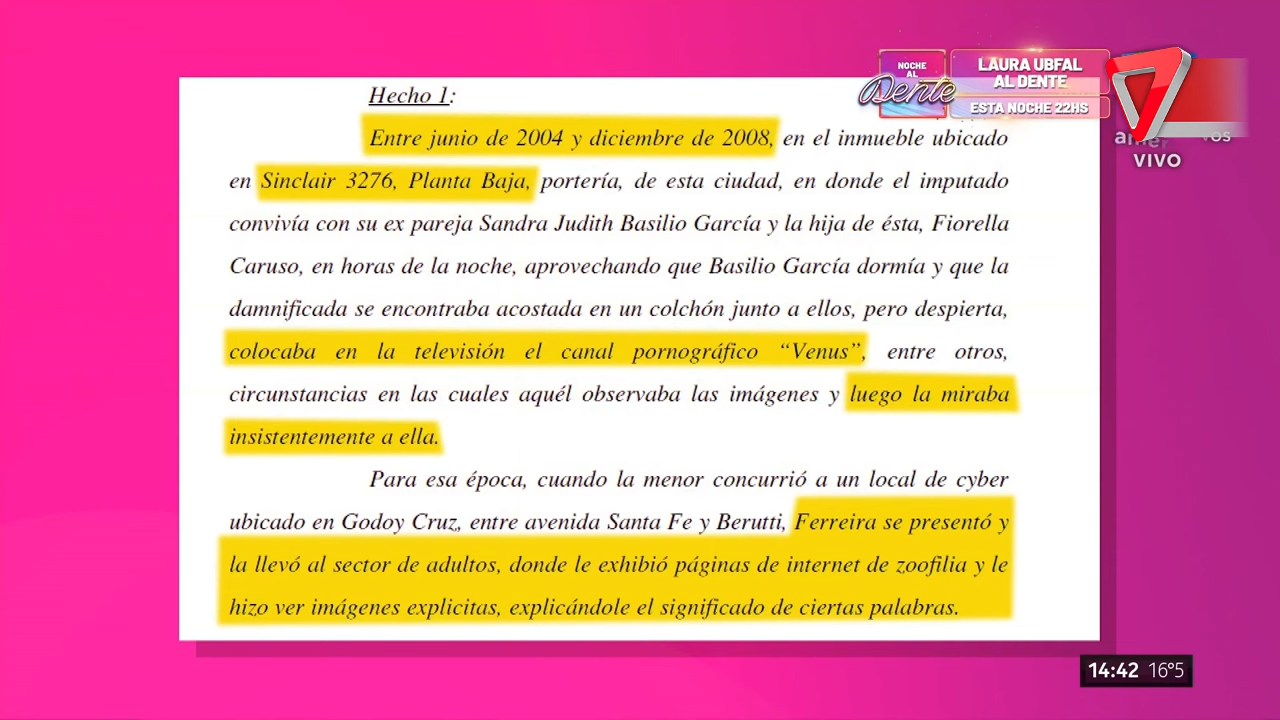 NOCHE
AL
Dente
LAURA UBFAL
AL DENTE
ESTA NOCHE 22HS
VIVO
Hecho 1:
Entre junio de 2004 y diciembre de 2008, en el inmueble ubicado
en Sinclair 3276, Planta Baja, portería, de esta ciudad, en donde el imputado
convivía con su ex pareja Sandra Judith Basilio García y la hija de ésta, Fiorella
Caruso, en horas de la noche, aprovechando que Basilio García dormía y que la
damnificada se encontraba acostada en un colchón junto a ellos, pero despierta,
colocaba en la televisión el canal pornográfico “Venus”, entre otros,
circunstancias en las cuales aquél observaba las imágenes y luego la miraba
insistentemente a ella.
Para esa época, cuando la menor concurrió a un local de cyber
ubicado en Godoy Cruz, entre avenida Santa Fe y Berutti, Ferreira se presentó y
la llevó al sector de adultos, donde le exhibió páginas de internet de zoofilia y le
hizo ver imágenes explicitas, explicándole el significado de ciertas palabras.
14:42 16°5